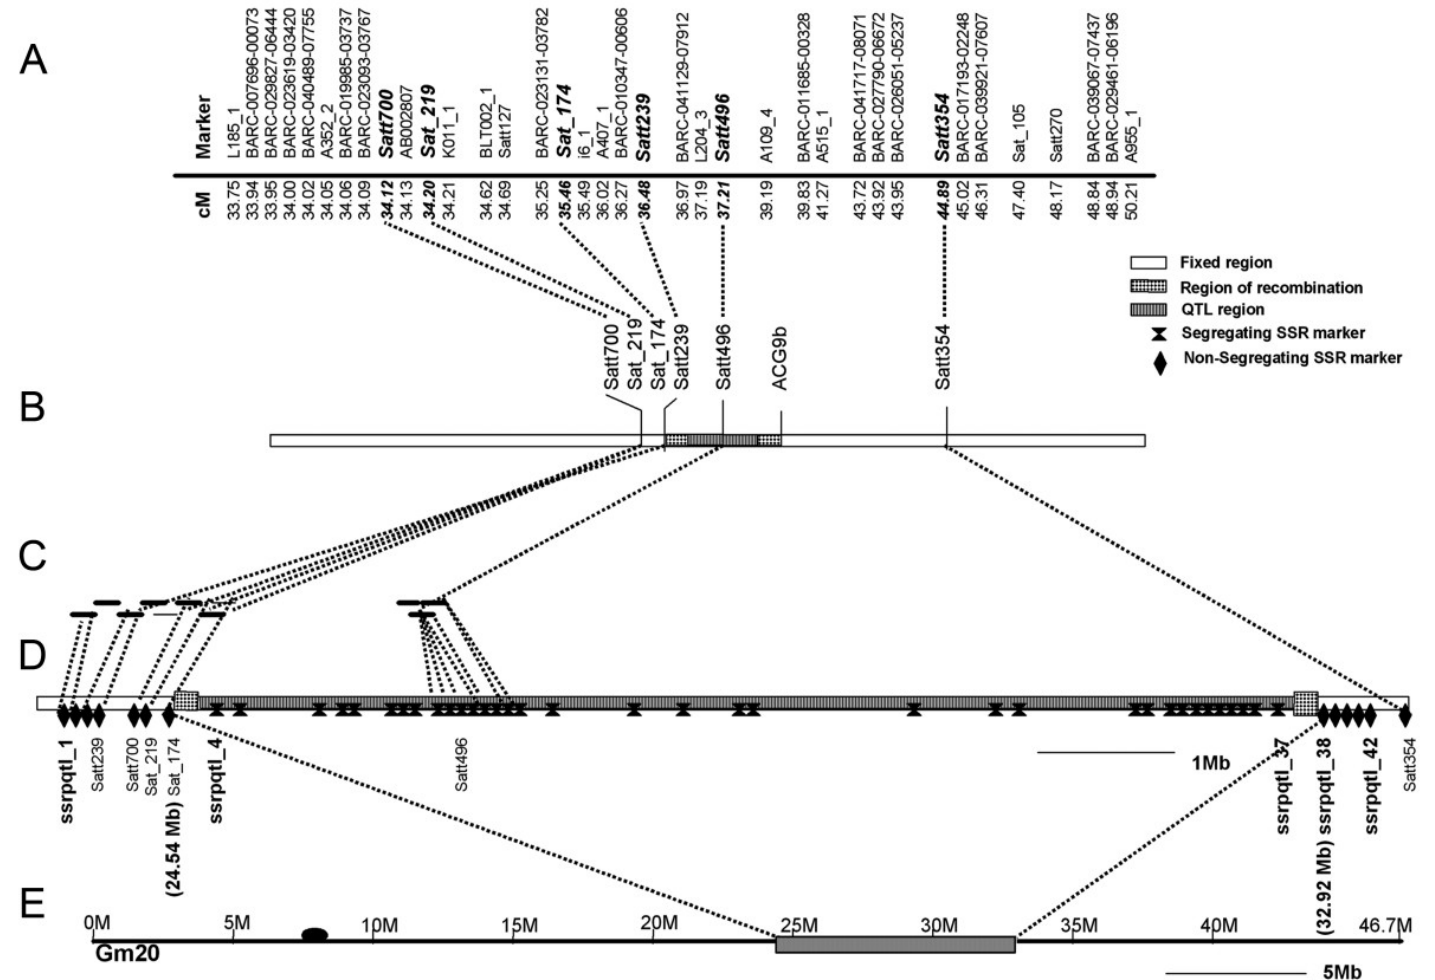 A
Marker
L185_1
BARC-007696-00073
BARC-029827-06444
BARC-023619-03420
BARC-040489-07755
A352_2
BARC-019985-03737
BARC-023093-03767
Satt700
AB002807
Sat_219
K011_1
BLT002_1
Satt127
BARC-023131-03782
Sat_174
i6_1
A407_1
BARC-010347-00606
Satt239
BARC-041129-07912
L204_3
Satt496
A109_4
BARC-011685-00328
A515_1
BARC-041717-08071
BARC-027790-06672
BARC-026051-05237
Satt354
BARC-017193-02248
BARC-039921-07607
Sat_105
Satt270
BARC-039067-07437
BARC-029461-06196
A955_1
cM
33.75
33.94
33.95
34.00
34.02
34.05
34.06
34.09
34.12
34.13
34.20
34.21
34.62
34.69
35.25
35.46
35.49
36.02
36.27
36.48
36.97
37.19
37.21
39.19
39.83
41.27
43.72
43.92
43.95
44.89
45.02
46.31
47.40
48.17
48.84
48.94
50.21
Fixed region
Region of recombination
QTL region
Segregating SSR marker
Non-Segregating SSR marker
Satt700
Sat_219
Sat_174
Satt239
Satt496
ACG9b
Satt354
B
C
D
ssrpqtl_1
Satt239
Satt700
Sat_219
Sat_174
(24.54 Mb)
ssrpqtl_4
Satt496
1Mb
ssrpqtl_37
(32.92 Mb) ssrpqtl_38
ssrpqtl_42
Satt354
E
0M 5M 10M 15M 20M 25M 30M 35M 40M 46.7M
Gm20
5Mb